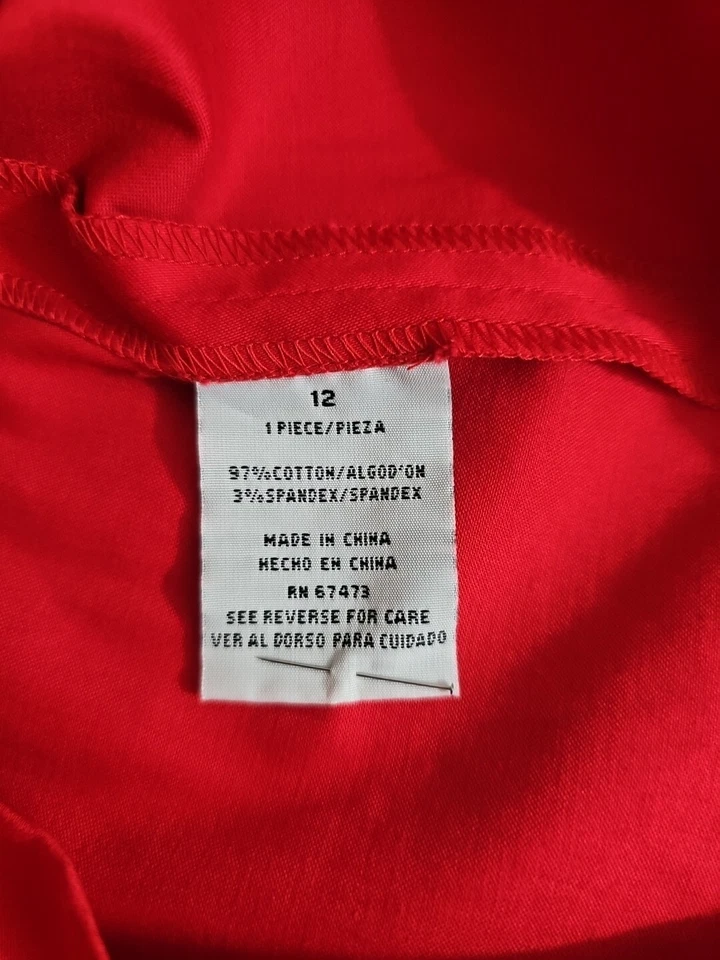 12
1 PIECE/PIEZA
97%COTTON/ALGOD'ON
3%SPANDEX/SPANDEX
MADE IN CHINA
HECHO EN CHINA
RN 67473
SEE REVERSE FOR CARE
VER AL DORSO PARA CUIDADO